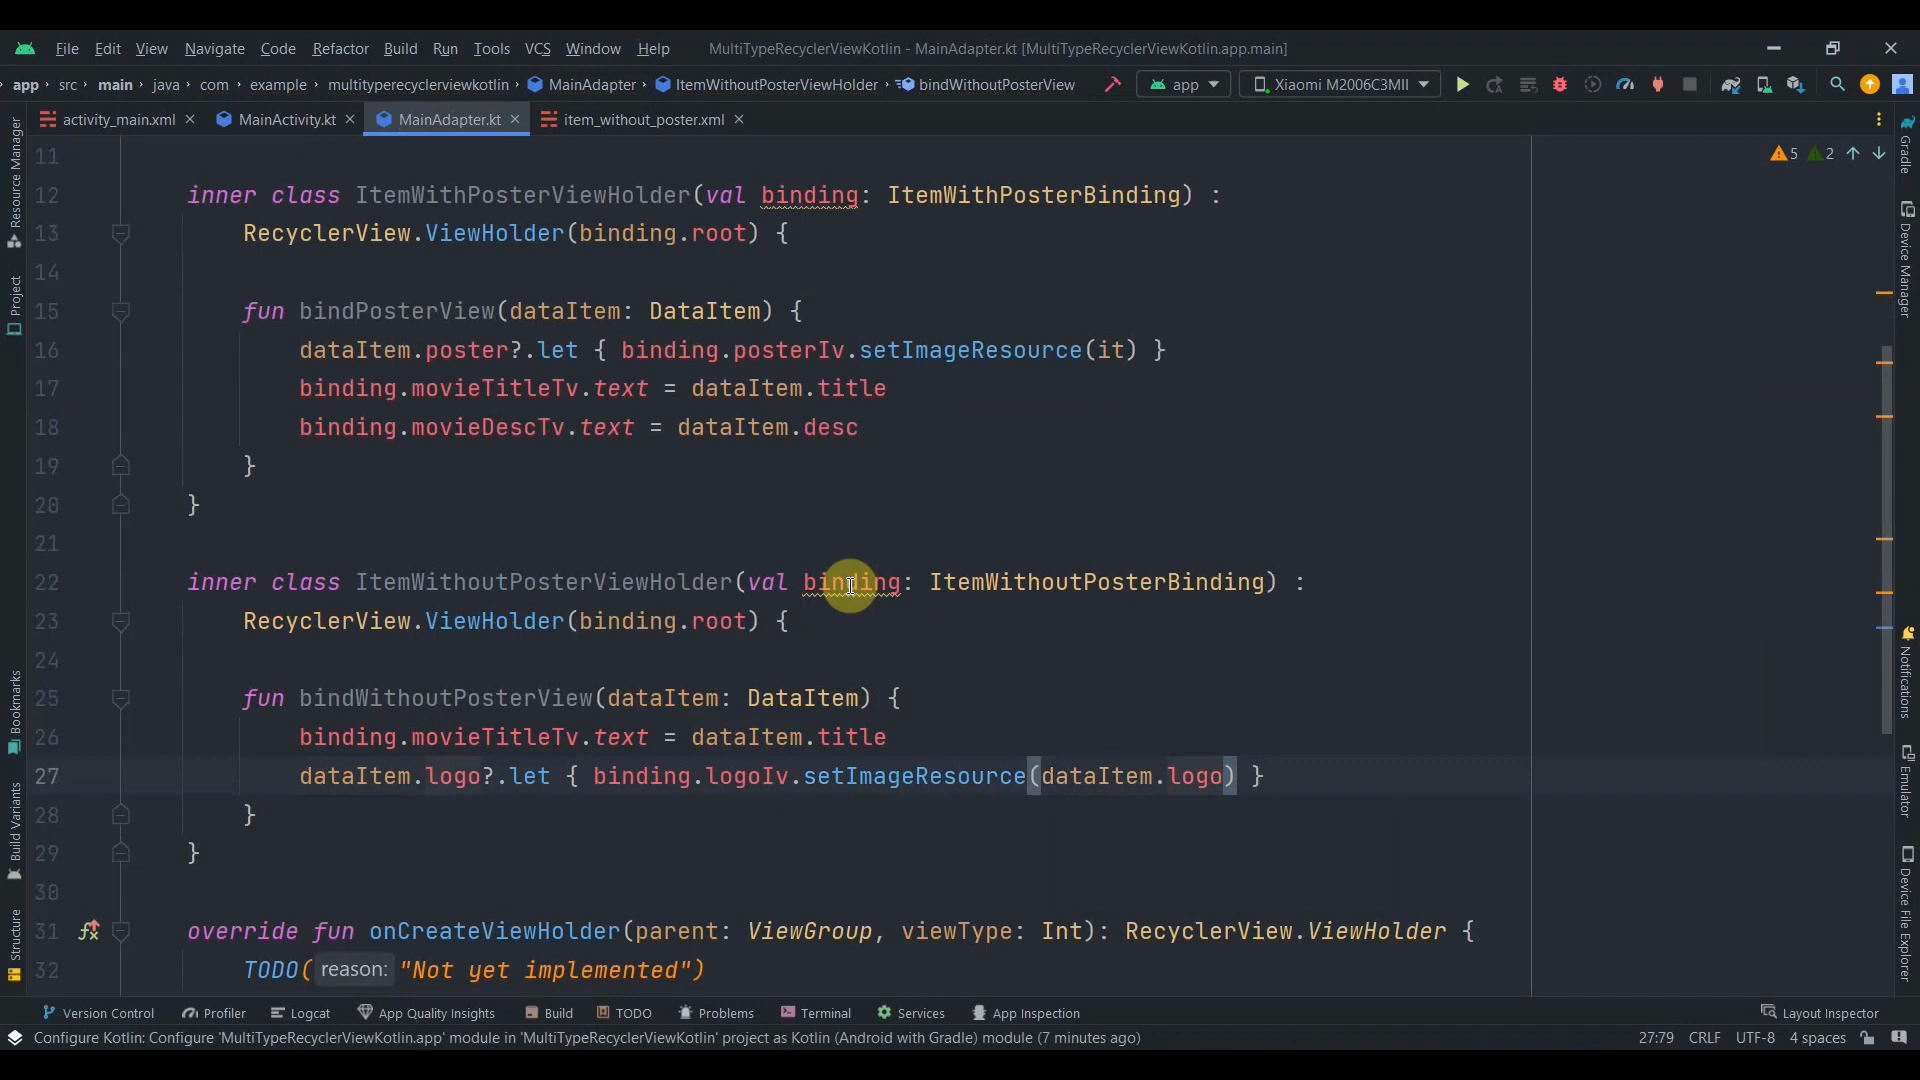 File Edit View Navigate Code Refactor Build Run Tools VCS Window Help MultiTypeRecyclerViewKotlin - MainAdapter.kt [MultiTypeRecyclerViewKotlin.app.main]
app src main java com example multityperecyclerviewkotlin MainAdapter ItemWithoutPosterViewHolder bindWithoutPosterView app Xiaomi M2006C3MII
activity_main.xml MainActivity.kt MainAdapter.kt item_without_poster.xml
5 2
11
12 inner class ItemWithPosterViewHolder(val binding: ItemWithPosterBinding) :
13 RecyclerView.ViewHolder(binding.root) {
14
15 fun bindPosterView(dataItem: DataItem) {
16 dataItem.poster?.let { binding.posterIv.setImageResource(it) }
17 binding.movieTitleTv.text = dataItem.title
18 binding.movieDescTv.text = dataItem.desc
19 }
20 }
21
22 inner class ItemWithoutPosterViewHolder(val binding: ItemWithoutPosterBinding) :
23 RecyclerView.ViewHolder(binding.root) {
24
25 fun bindWithoutPosterView(dataItem: DataItem) {
26 binding.movieTitleTv.text = dataItem.title
27 dataItem.logo?.let { binding.logoIv.setImageResource(dataItem.logo) }
28 }
29 }
30
31 override fun onCreateViewHolder(parent: ViewGroup, viewType: Int): RecyclerView.ViewHolder {
32 TODO( reason: "Not yet implemented")
Resource Manager
Project
Bookmarks
Build Variants
Structure
Gradle
Device Manager
Notifications
Emulator
Device File Explorer
Version Control Profiler Logcat App Quality Insights Build TODO Problems Terminal Services App Inspection Layout Inspector
Configure Kotlin: Configure 'MultiTypeRecyclerViewKotlin.app' module in 'MultiTypeRecyclerViewKotlin' project as Kotlin (Android with Gradle) module (7 minutes ago) 27:79 CRLF UTF-8 4 spaces